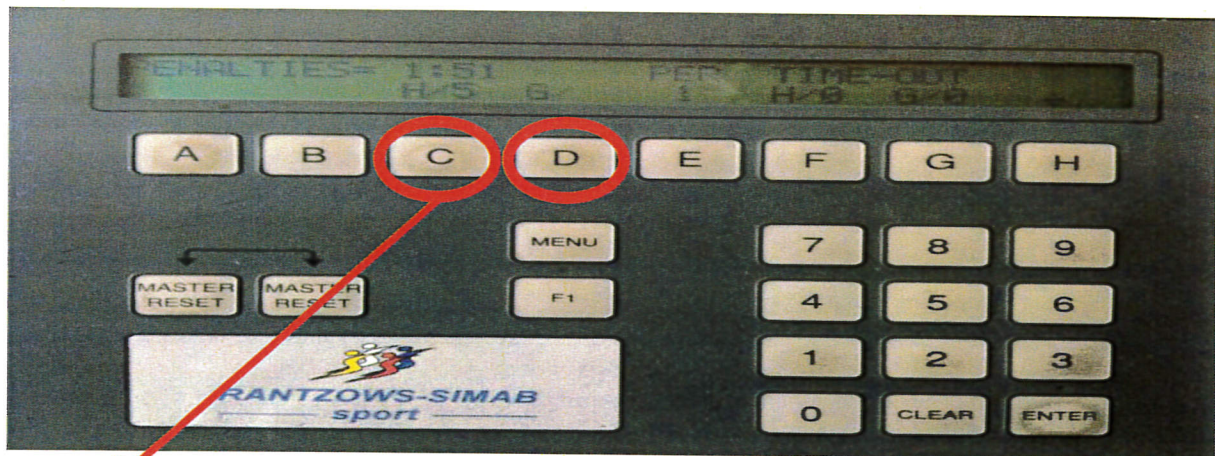 PENALTIES= 1:51 PER TIME-OUT
H/5 G/ 1 H/0 G/0
A B C D E F G H
MENU 7 8 9
MASTER RESET MASTER RESET F1 4 5 6
1 2 3
RANTZOWS-SIMAB
sport
0 CLEAR ENTER